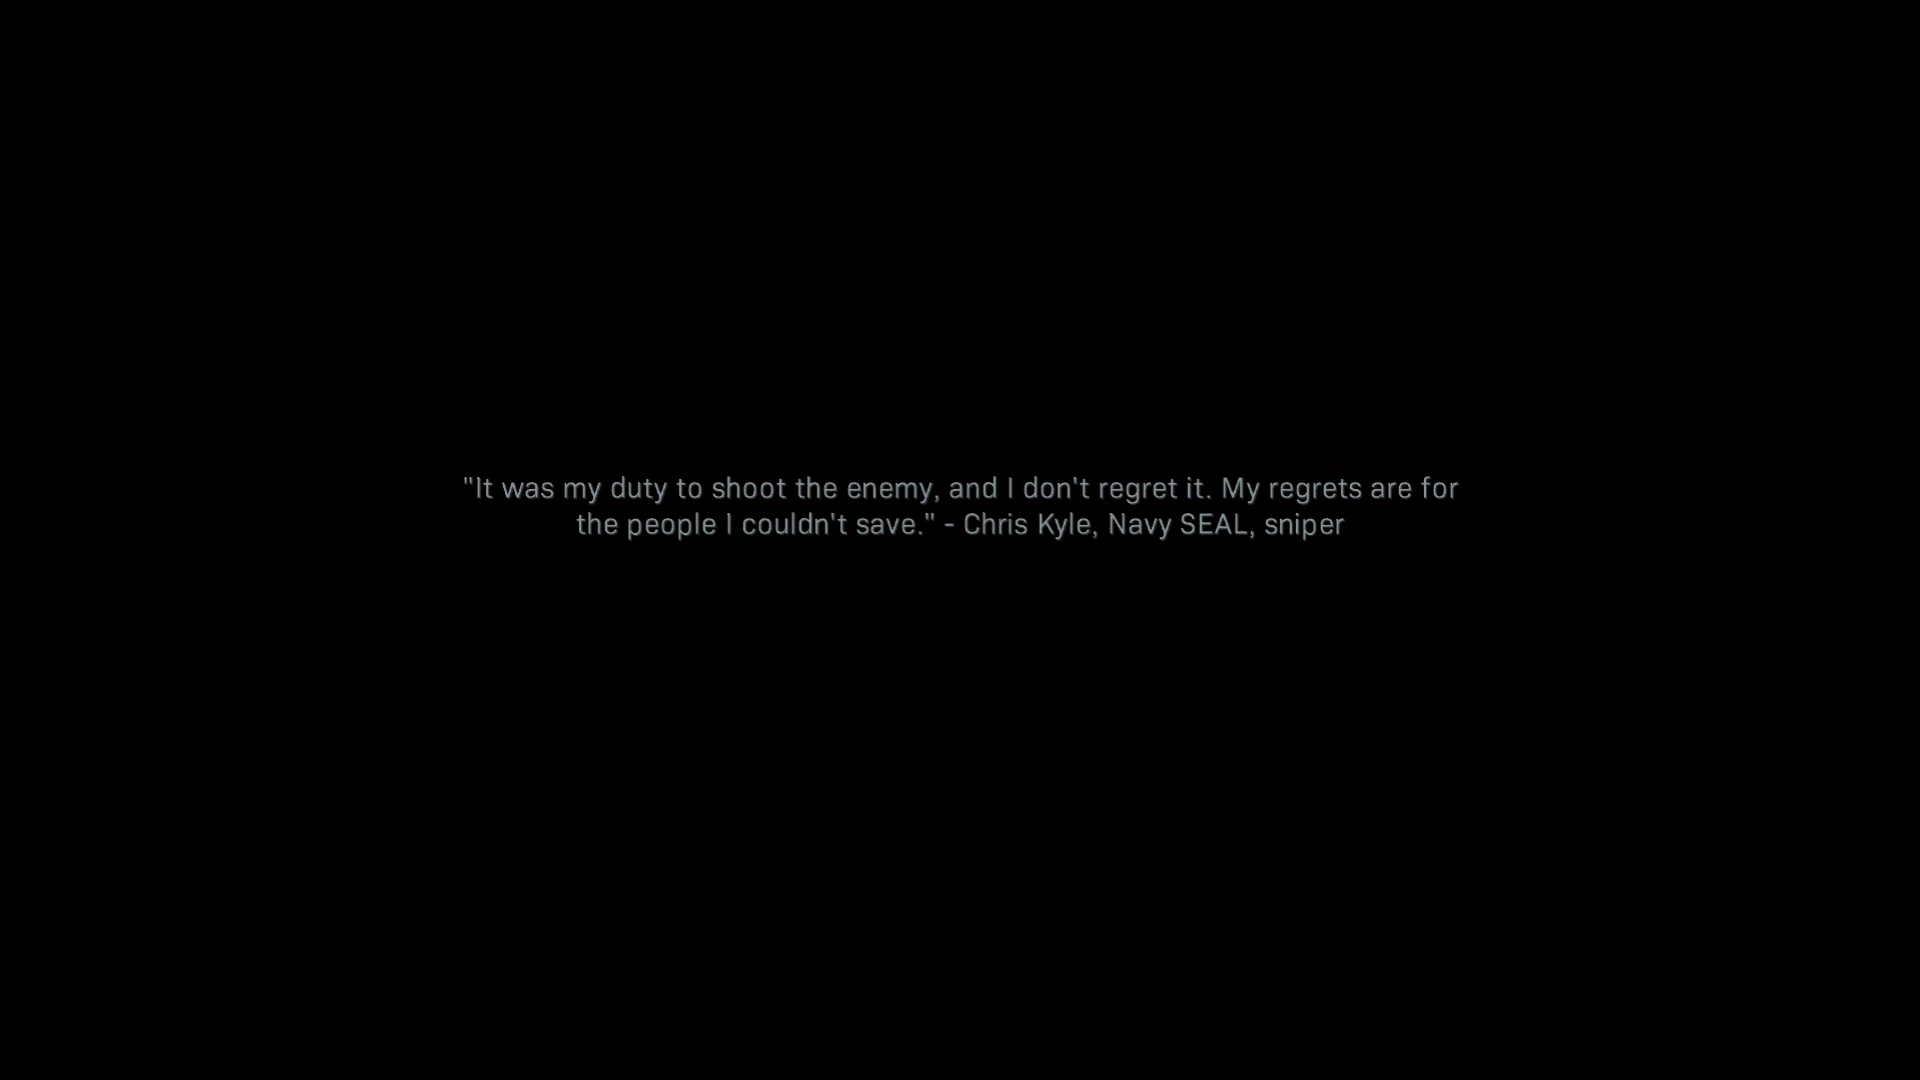 "It was my duty to shoot the enemy, and I don't regret it. My regrets are for
the people I couldn't save." - Chris Kyle, Navy SEAL, sniper